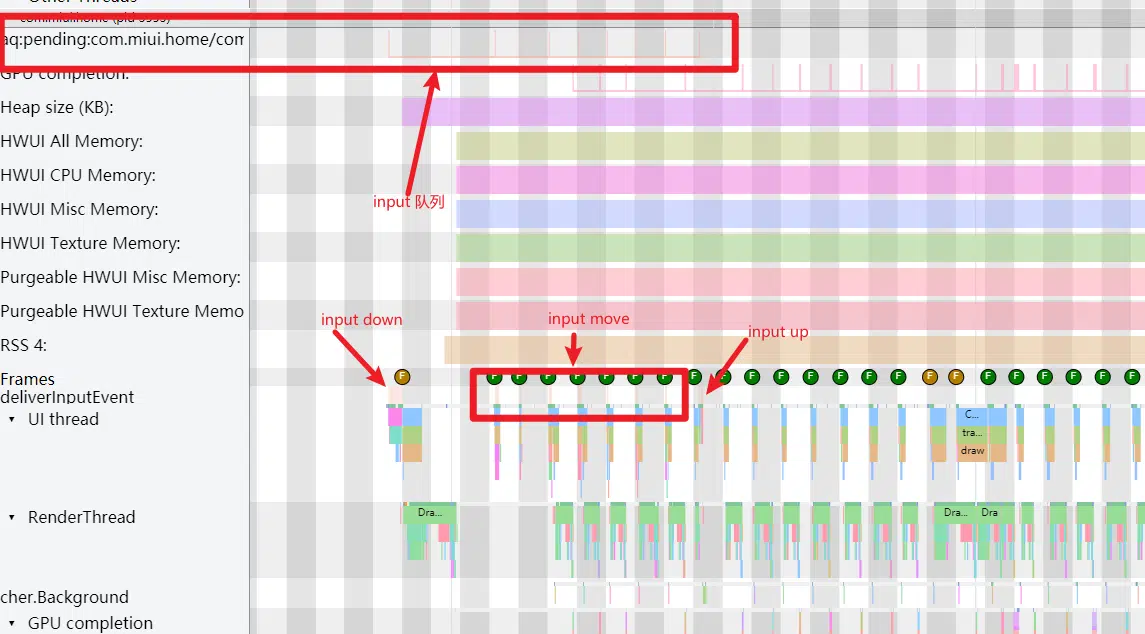 Other Threads
com.miui.home (pid 5993)
aq:pending:com.miui.home/com
GPU completion:
Heap size (KB):
HWUI All Memory:
HWUI CPU Memory:
input 队列
HWUI Misc Memory:
HWUI Texture Memory:
Purgeable HWUI Misc Memory:
Purgeable HWUI Texture Memo
input down
input move
input up
RSS 4:
Frames
F F F F F F F F F F F F F F F F F F F F F F F F
deliverInputEvent
UI thread
C...
tra...
draw
RenderThread
Dra...
Dra...
Dra
cher.Background
GPU completion